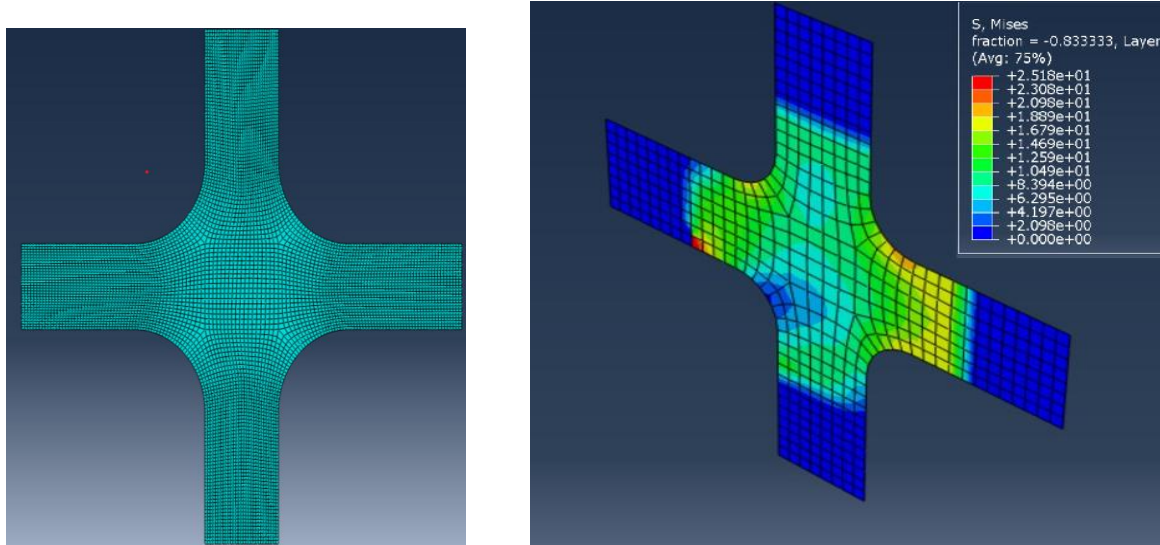 S, Mises
fraction = -0.833333, Layer
(Avg: 75%)
+2.518e+01
+2.308e+01
+2.098e+01
+1.889e+01
+1.679e+01
+1.469e+01
+1.259e+01
+1.049e+01
+8.394e+00
+6.295e+00
+4.197e+00
+2.098e+00
+0.000e+00